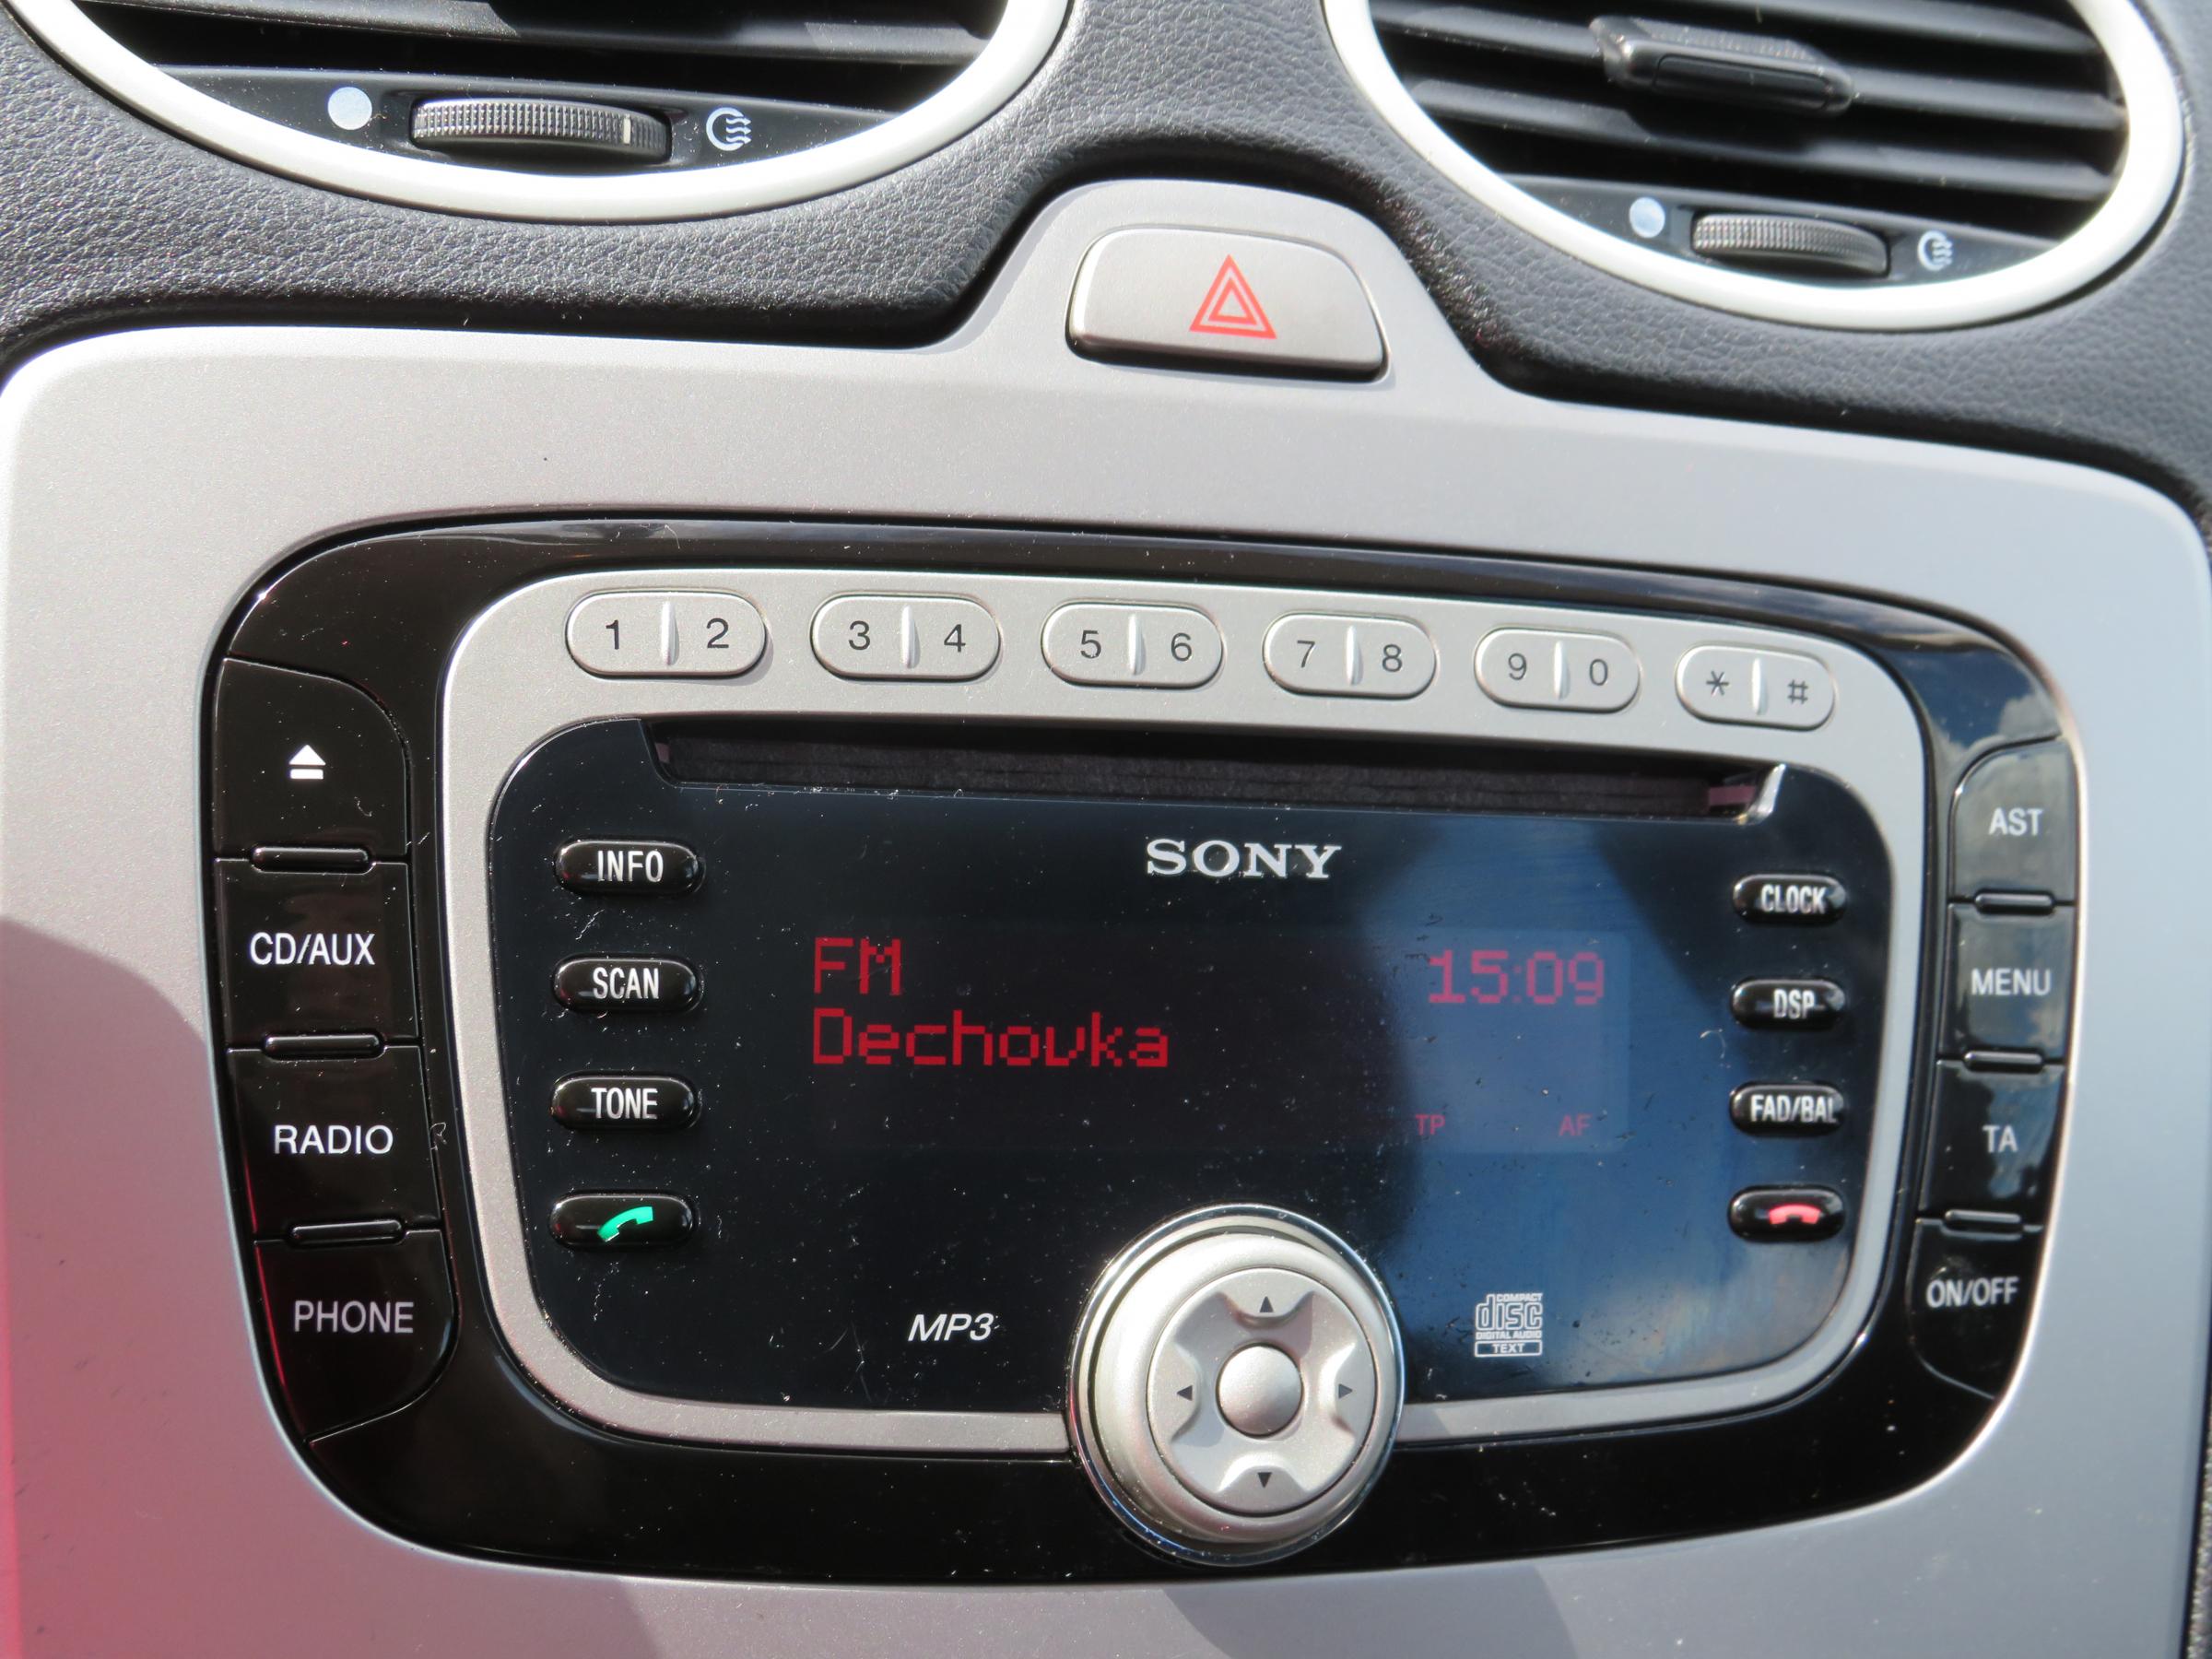 1 2 3 4 5 6 7 8 9 0 * #
SONY
INFO
CLOCK
AST
CD/AUX
SCAN
FM 15:09
DSP
MENU
Dechovka
RADIO
TONE
TP AF
FAD/BAL
TA
PHONE
MP3
COMPACT
disc
DIGITAL AUDIO
TEXT
ON/OFF